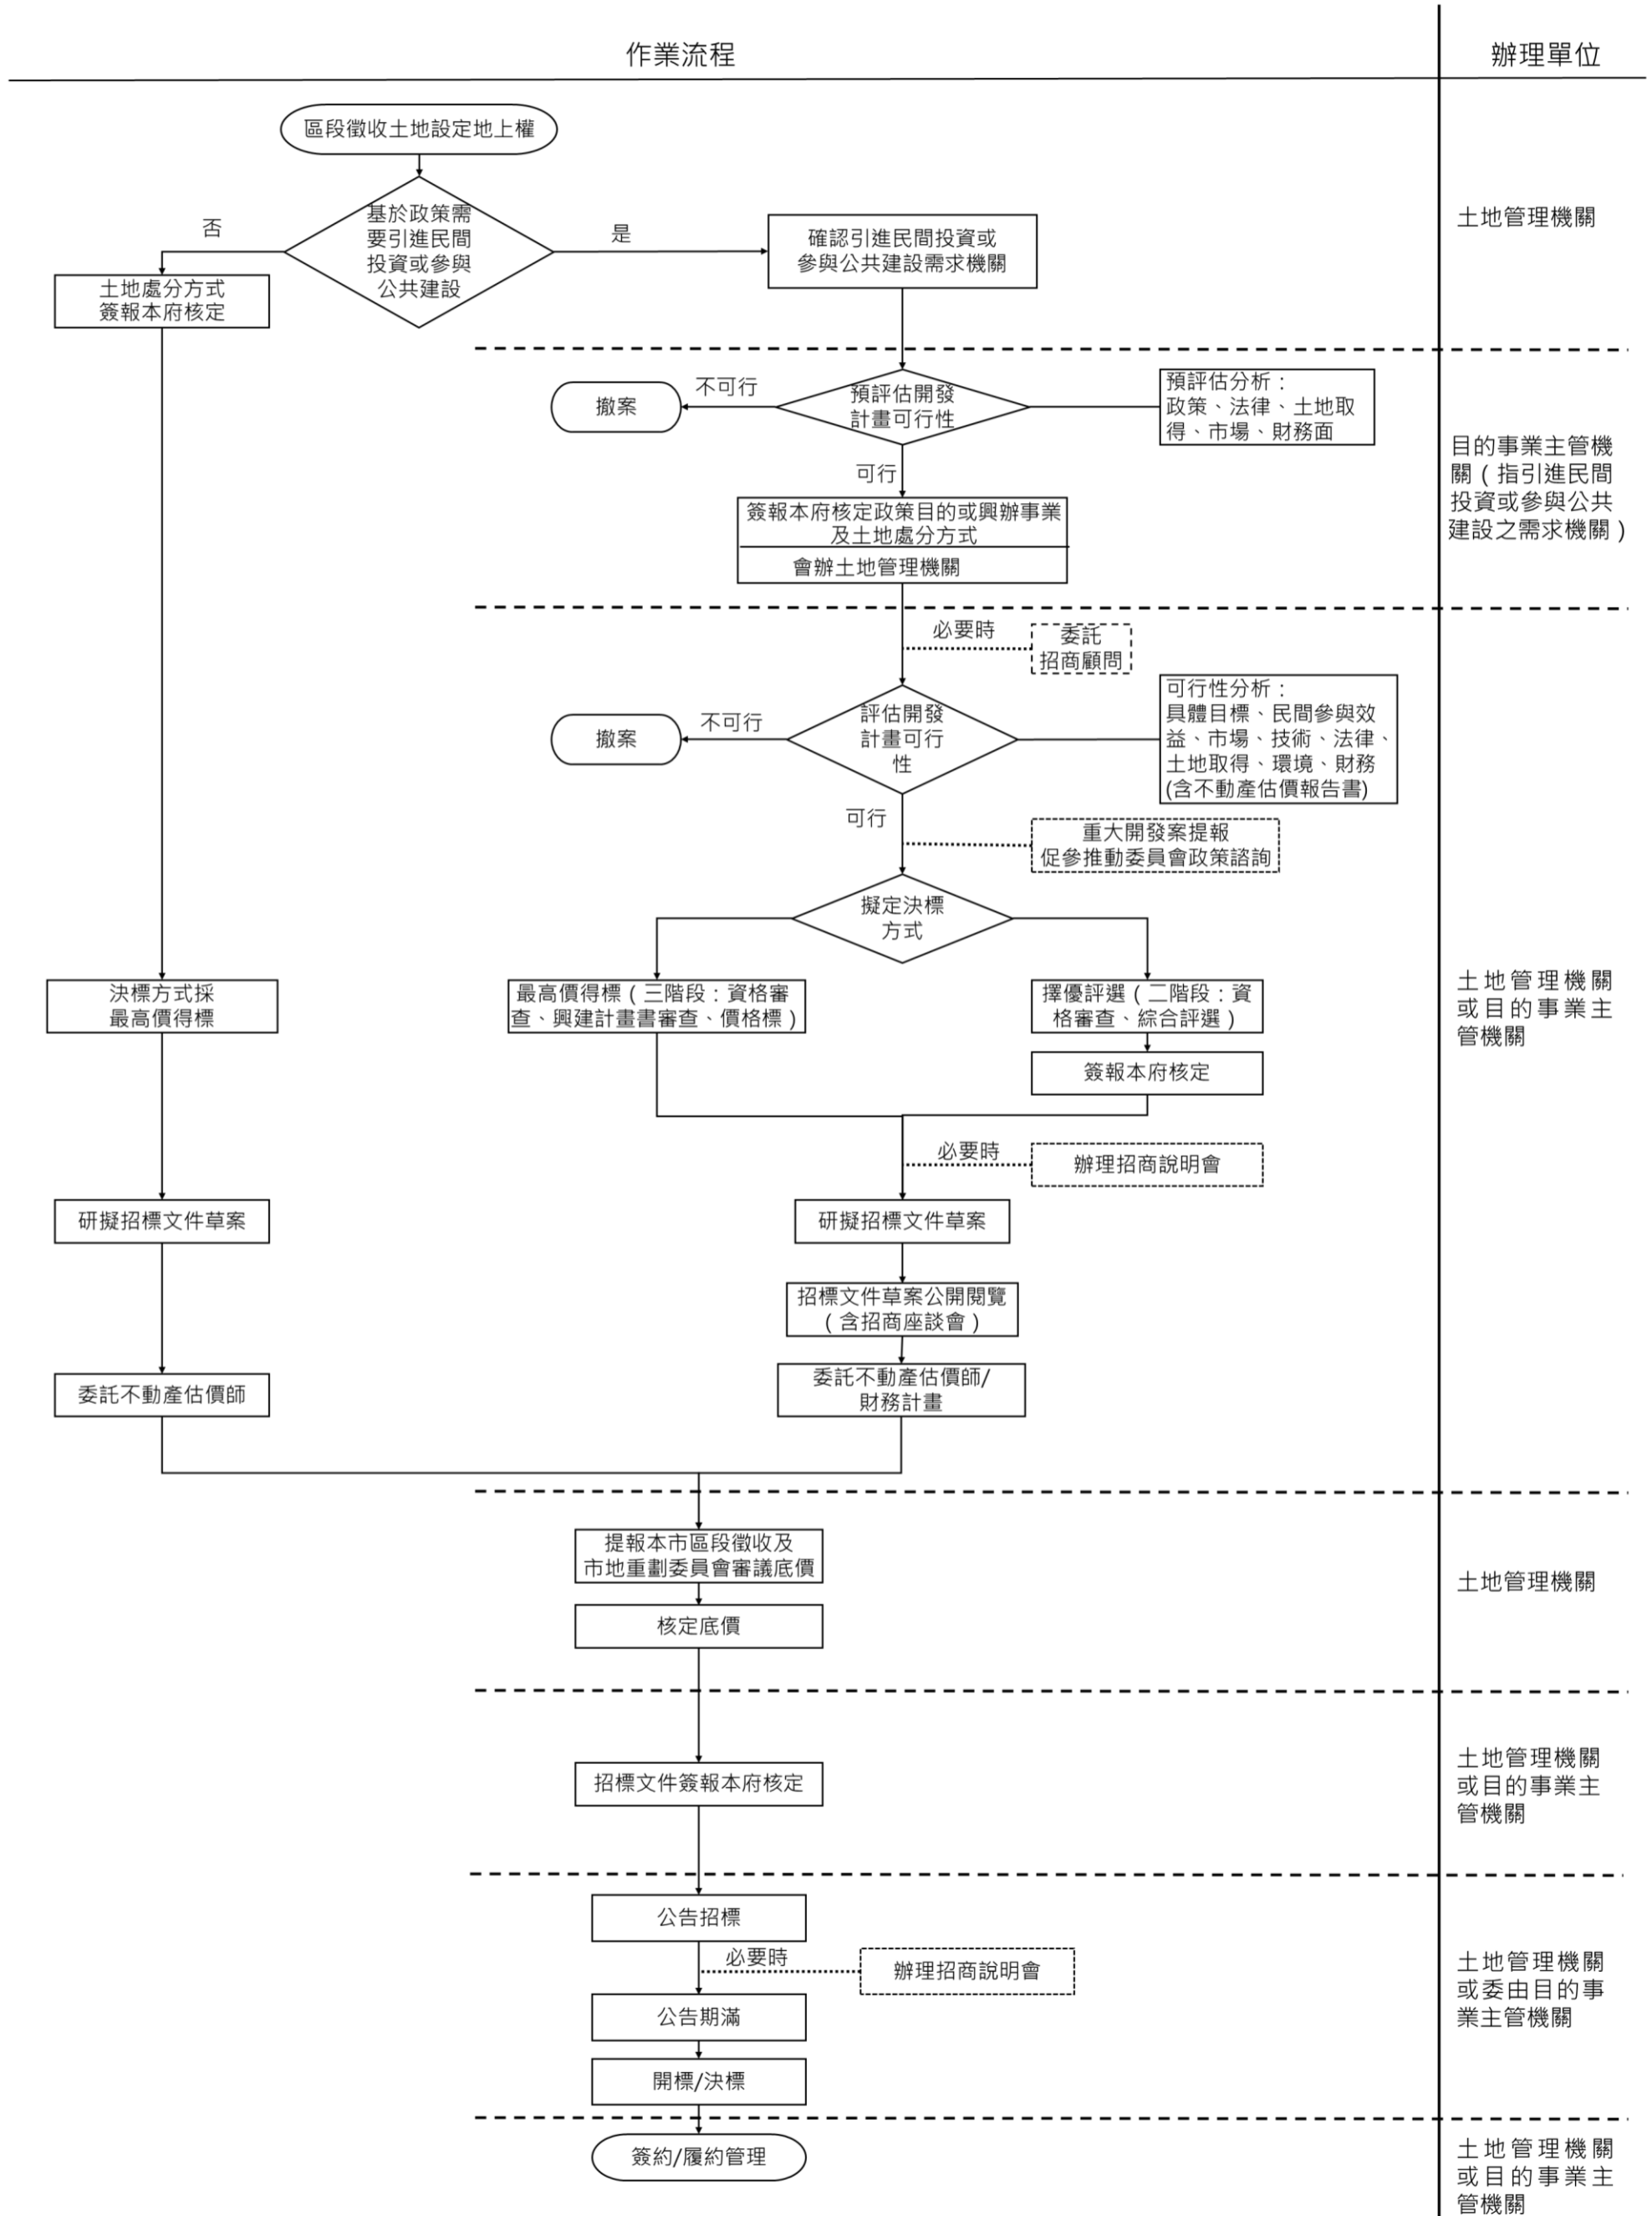 作業流程
辦理單位
區段徵收土地設定地上權
基於政策需
要引進民間
投資或參與
公共建設
否
是
確認引進民間投資或
參與公共建設需求機關
土地管理機關
土地處分方式
簽報本府核定
預評估開發
計畫可行性
不可行
撤案
預評估分析：
政策、法律、土地取
得、市場、財務面
可行
簽報本府核定政策目的或興辦事業
及土地處分方式
會辦土地管理機關
目的事業主管機
關（指引進民間
投資或參與公共
建設之需求機關）
必要時
委託
招商顧問
評估開發
計畫可行
性
不可行
撤案
可行性分析：
具體目標、民間參與效
益、市場、技術、法律、
土地取得、環境、財務
(含不動產估價報告書)
可行
重大開發案提報
促參推動委員會政策諮詢
擬定決標
方式
決標方式採
最高價得標
最高價得標（三階段：資格審
查、興建計畫書審查、價格標）
擇優評選（二階段：資
格審查、綜合評選）
簽報本府核定
土地管理機關
或目的事業主
管機關
必要時
辦理招商說明會
研擬招標文件草案
研擬招標文件草案
招標文件草案公開閱覽
（含招商座談會）
委託不動產估價師
委託不動產估價師/
財務計畫
提報本市區段徵收及
市地重劃委員會審議底價
核定底價
土地管理機關
招標文件簽報本府核定
土地管理機關
或目的事業主
管機關
公告招標
必要時
辦理招商說明會
公告期滿
開標/決標
土地管理機關
或委由目的事
業主管機關
簽約/履約管理
土地管理機關
或目的事業主
管機關